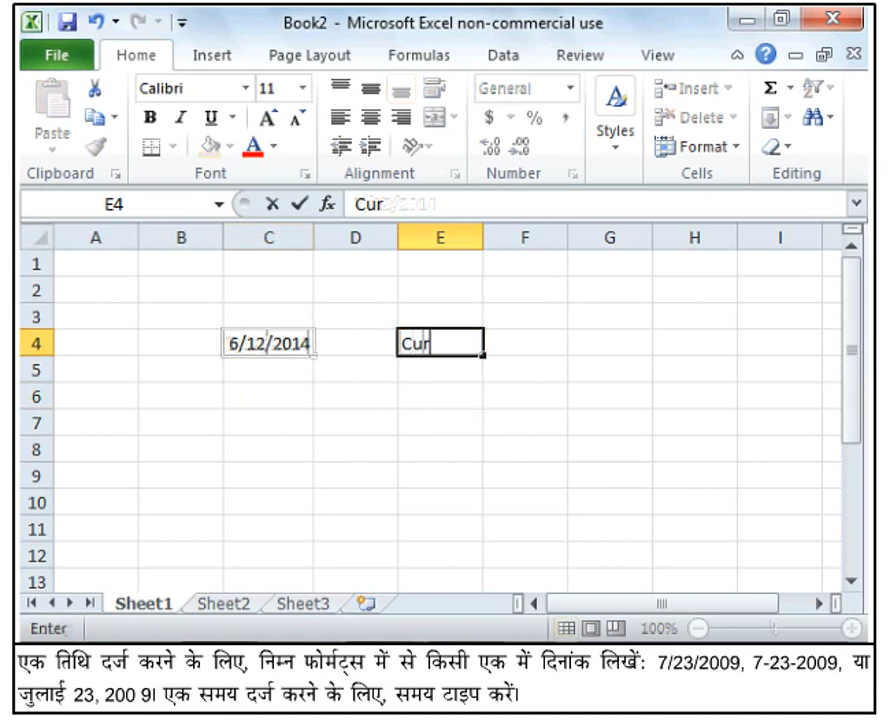 Book2 - Microsoft Excel non-commercial use
File Home Insert Page Layout Formulas Data Review View
Calibri 11 General Insert Σ
B I U A A $ % , Delete
Paste A Styles Format
Clipboard Font Alignment Number Cells Editing
E4 fx Cur
A B C D E F G H I
1
2
3
4 6/12/2014 Cur
5
6
7
8
9
10
11
12
13
Sheet1 Sheet2 Sheet3
Enter 100%
एक तिथि दर्ज करने के लिए, निम्न फोर्मट्स में से किसी एक में दिनांक लिखें: 7/23/2009, 7-23-2009, या
जुलाई 23, 200 9। एक समय दर्ज करने के लिए, समय टाइप करें।